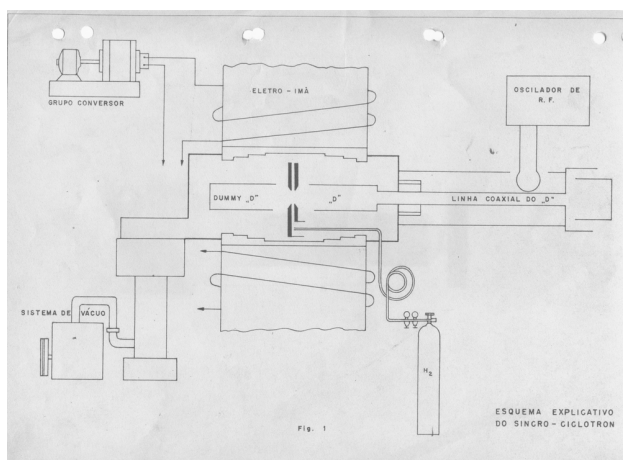 GRUPO CONVERSOR
ELETRO-IMÃ
OSCILADOR DE
R. F.
DUMMY „D"
„D"
LINHA COAXIAL DO „D"
SISTEMA DE VÁCUO
H2
Fig. 1
ESQUEMA EXPLICATIVO
DO SINCRO-CICLOTRON